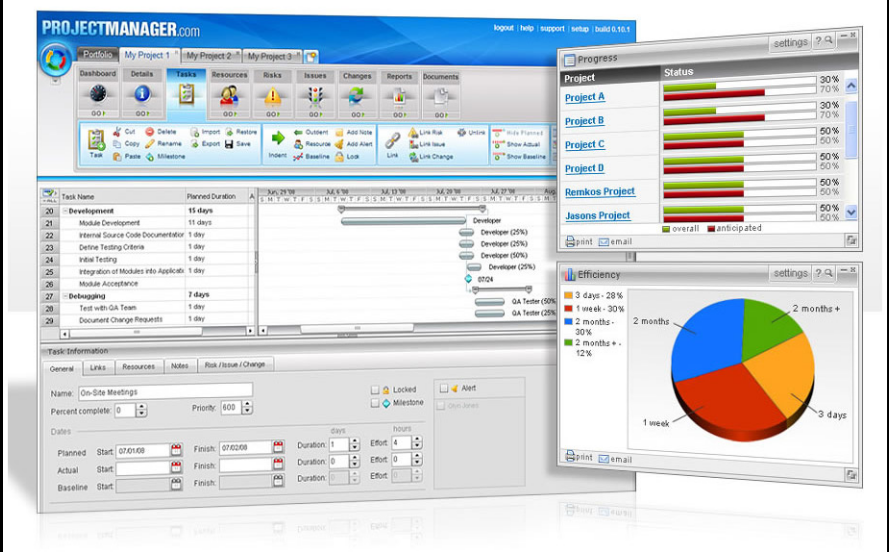 PROJECTMANAGER.com
logout | help | support | setup | build 0.10.1
Portfolio My Project 1 My Project 2 My Project 3
Dashboard Details Tasks Resources Risks Issues Changes Reports Documents
GO! GO! GO! GO! GO! GO! GO! GO! GO!
Cut Delete Import Restore Outdent Add Note Link Risk Unlink Hide Planned
Copy Rename Export Save Resource Add Alert Link Issue Show Actual
Task Paste Milestone Indent Baseline Lock Link Link Change Show Baseline
Task Name Planned Duration Jun, 29 '08 Jul, 6 '08 Jul, 13 '08 Jul, 20 '08 Jul, 27 '08 Aug
S M T W T F S S M T W T F S S M T W T F S S M T W T F S S M T W T F S
20 Development 15 days
21 Module Development 11 days Developer
22 Internal Source Code Documentation 1 day Developer (25%)
23 Define Testing Criteria 1 day Developer (25%)
24 Initial Testing 1 day Developer (50%)
25 Integration of Modules into Applicatio 1 day Developer (25%)
26 Module Acceptance 07/24
27 Debugging 7 days
28 Test with QA Team 1 day QA Tester (50%
29 Document Change Requests 1 day QA Tester (25%
Task Information
General Links Resources Notes Risk / Issue / Change
Name: On-Site Meetings Locked Alert
Percent complete: 0 Priority: 600 Milestone
Dates days hours
Planned Start: 07/01/08 Finish: 07/02/08 Duration: 1 Effort: 4
Actual Start: Finish: Duration: 0 Effort: 0
Baseline Start: Finish: Duration: 0 Effort: 0
Progress settings ?
Project Status
Project A 30% 70%
Project B 30% 70%
Project C 50% 50%
Project D 50% 50%
Remkos Project 50% 50%
Jasons Project 50% 50%
overall anticipated
print email
Efficiency settings ?
3 days - 28%
1 week - 30%
2 months - 30%
2 months + - 12%
2 months
2 months +
1 week
3 days
print email